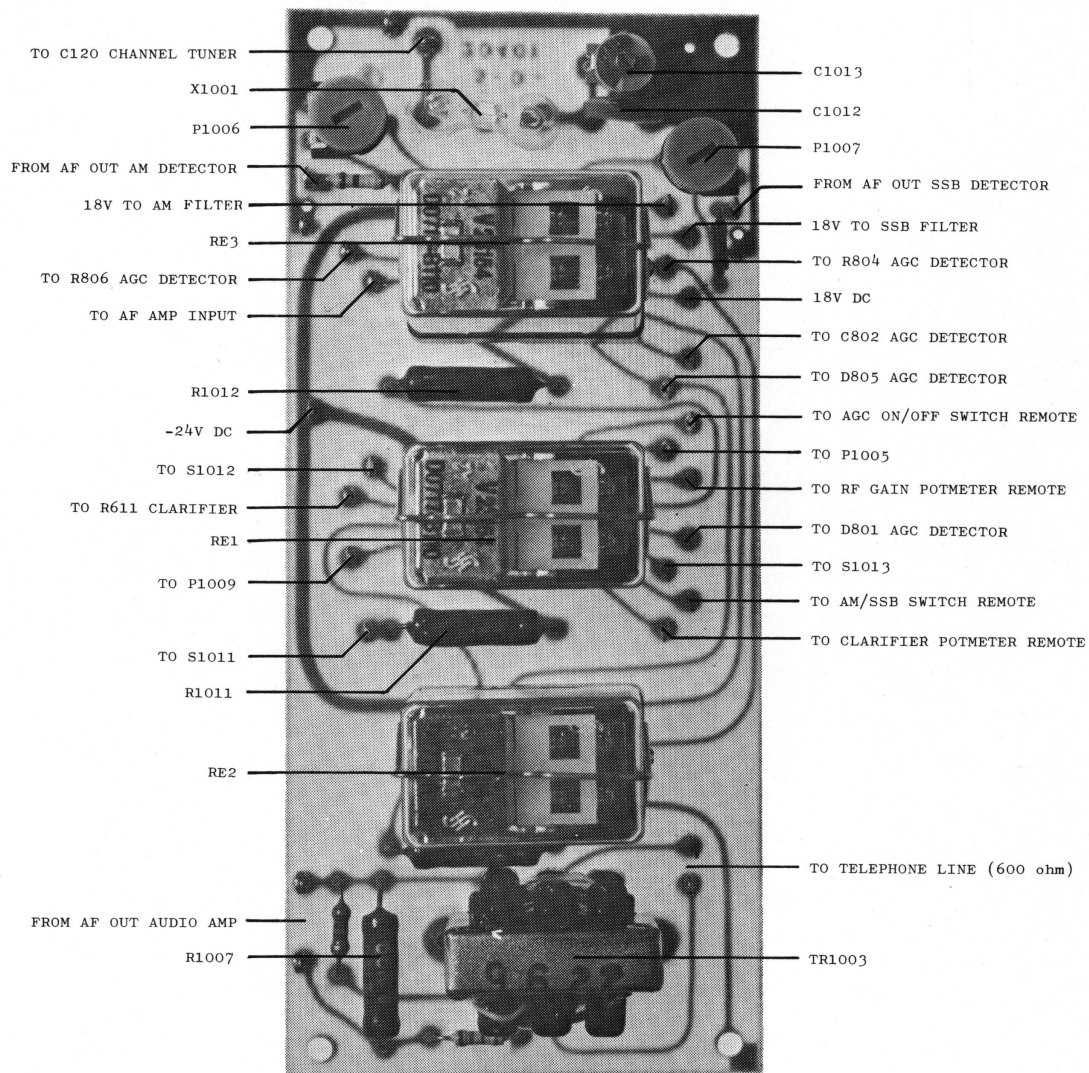 TO C120 CHANNEL TUNER
X1001
P1006
FROM AF OUT AM DETECTOR
18V TO AM FILTER
RE3
TO R806 AGC DETECTOR
TO AF AMP INPUT
R1012
-24V DC
TO S1012
TO R611 CLARIFIER
RE1
TO P1009
TO S1011
R1011
RE2
FROM AF OUT AUDIO AMP
R1007
C1013
C1012
P1007
FROM AF OUT SSB DETECTOR
18V TO SSB FILTER
TO R804 AGC DETECTOR
18V DC
TO C802 AGC DETECTOR
TO D805 AGC DETECTOR
TO AGC ON/OFF SWITCH REMOTE
TO P1005
TO RF GAIN POTMETER REMOTE
TO D801 AGC DETECTOR
TO S1013
TO AM/SSB SWITCH REMOTE
TO CLARIFIER POTMETER REMOTE
TO TELEPHONE LINE (600 ohm)
TR1003
9622